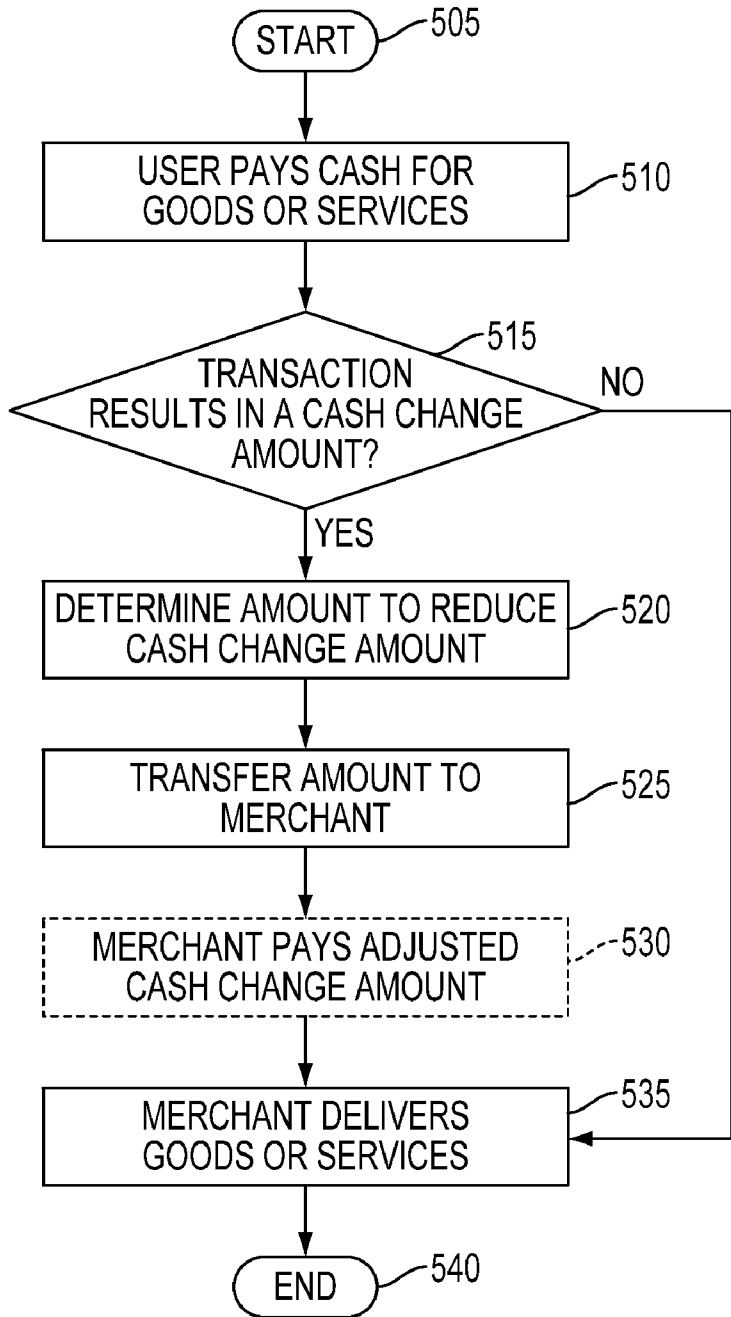 START
505
USER PAYS CASH FOR
GOODS OR SERVICES
510
515
TRANSACTION
RESULTS IN A CASH CHANGE
AMOUNT?
NO
YES
DETERMINE AMOUNT TO REDUCE
CASH CHANGE AMOUNT
520
TRANSFER AMOUNT TO
MERCHANT
525
MERCHANT PAYS ADJUSTED
CASH CHANGE AMOUNT
530
MERCHANT DELIVERS
GOODS OR SERVICES
535
END
540